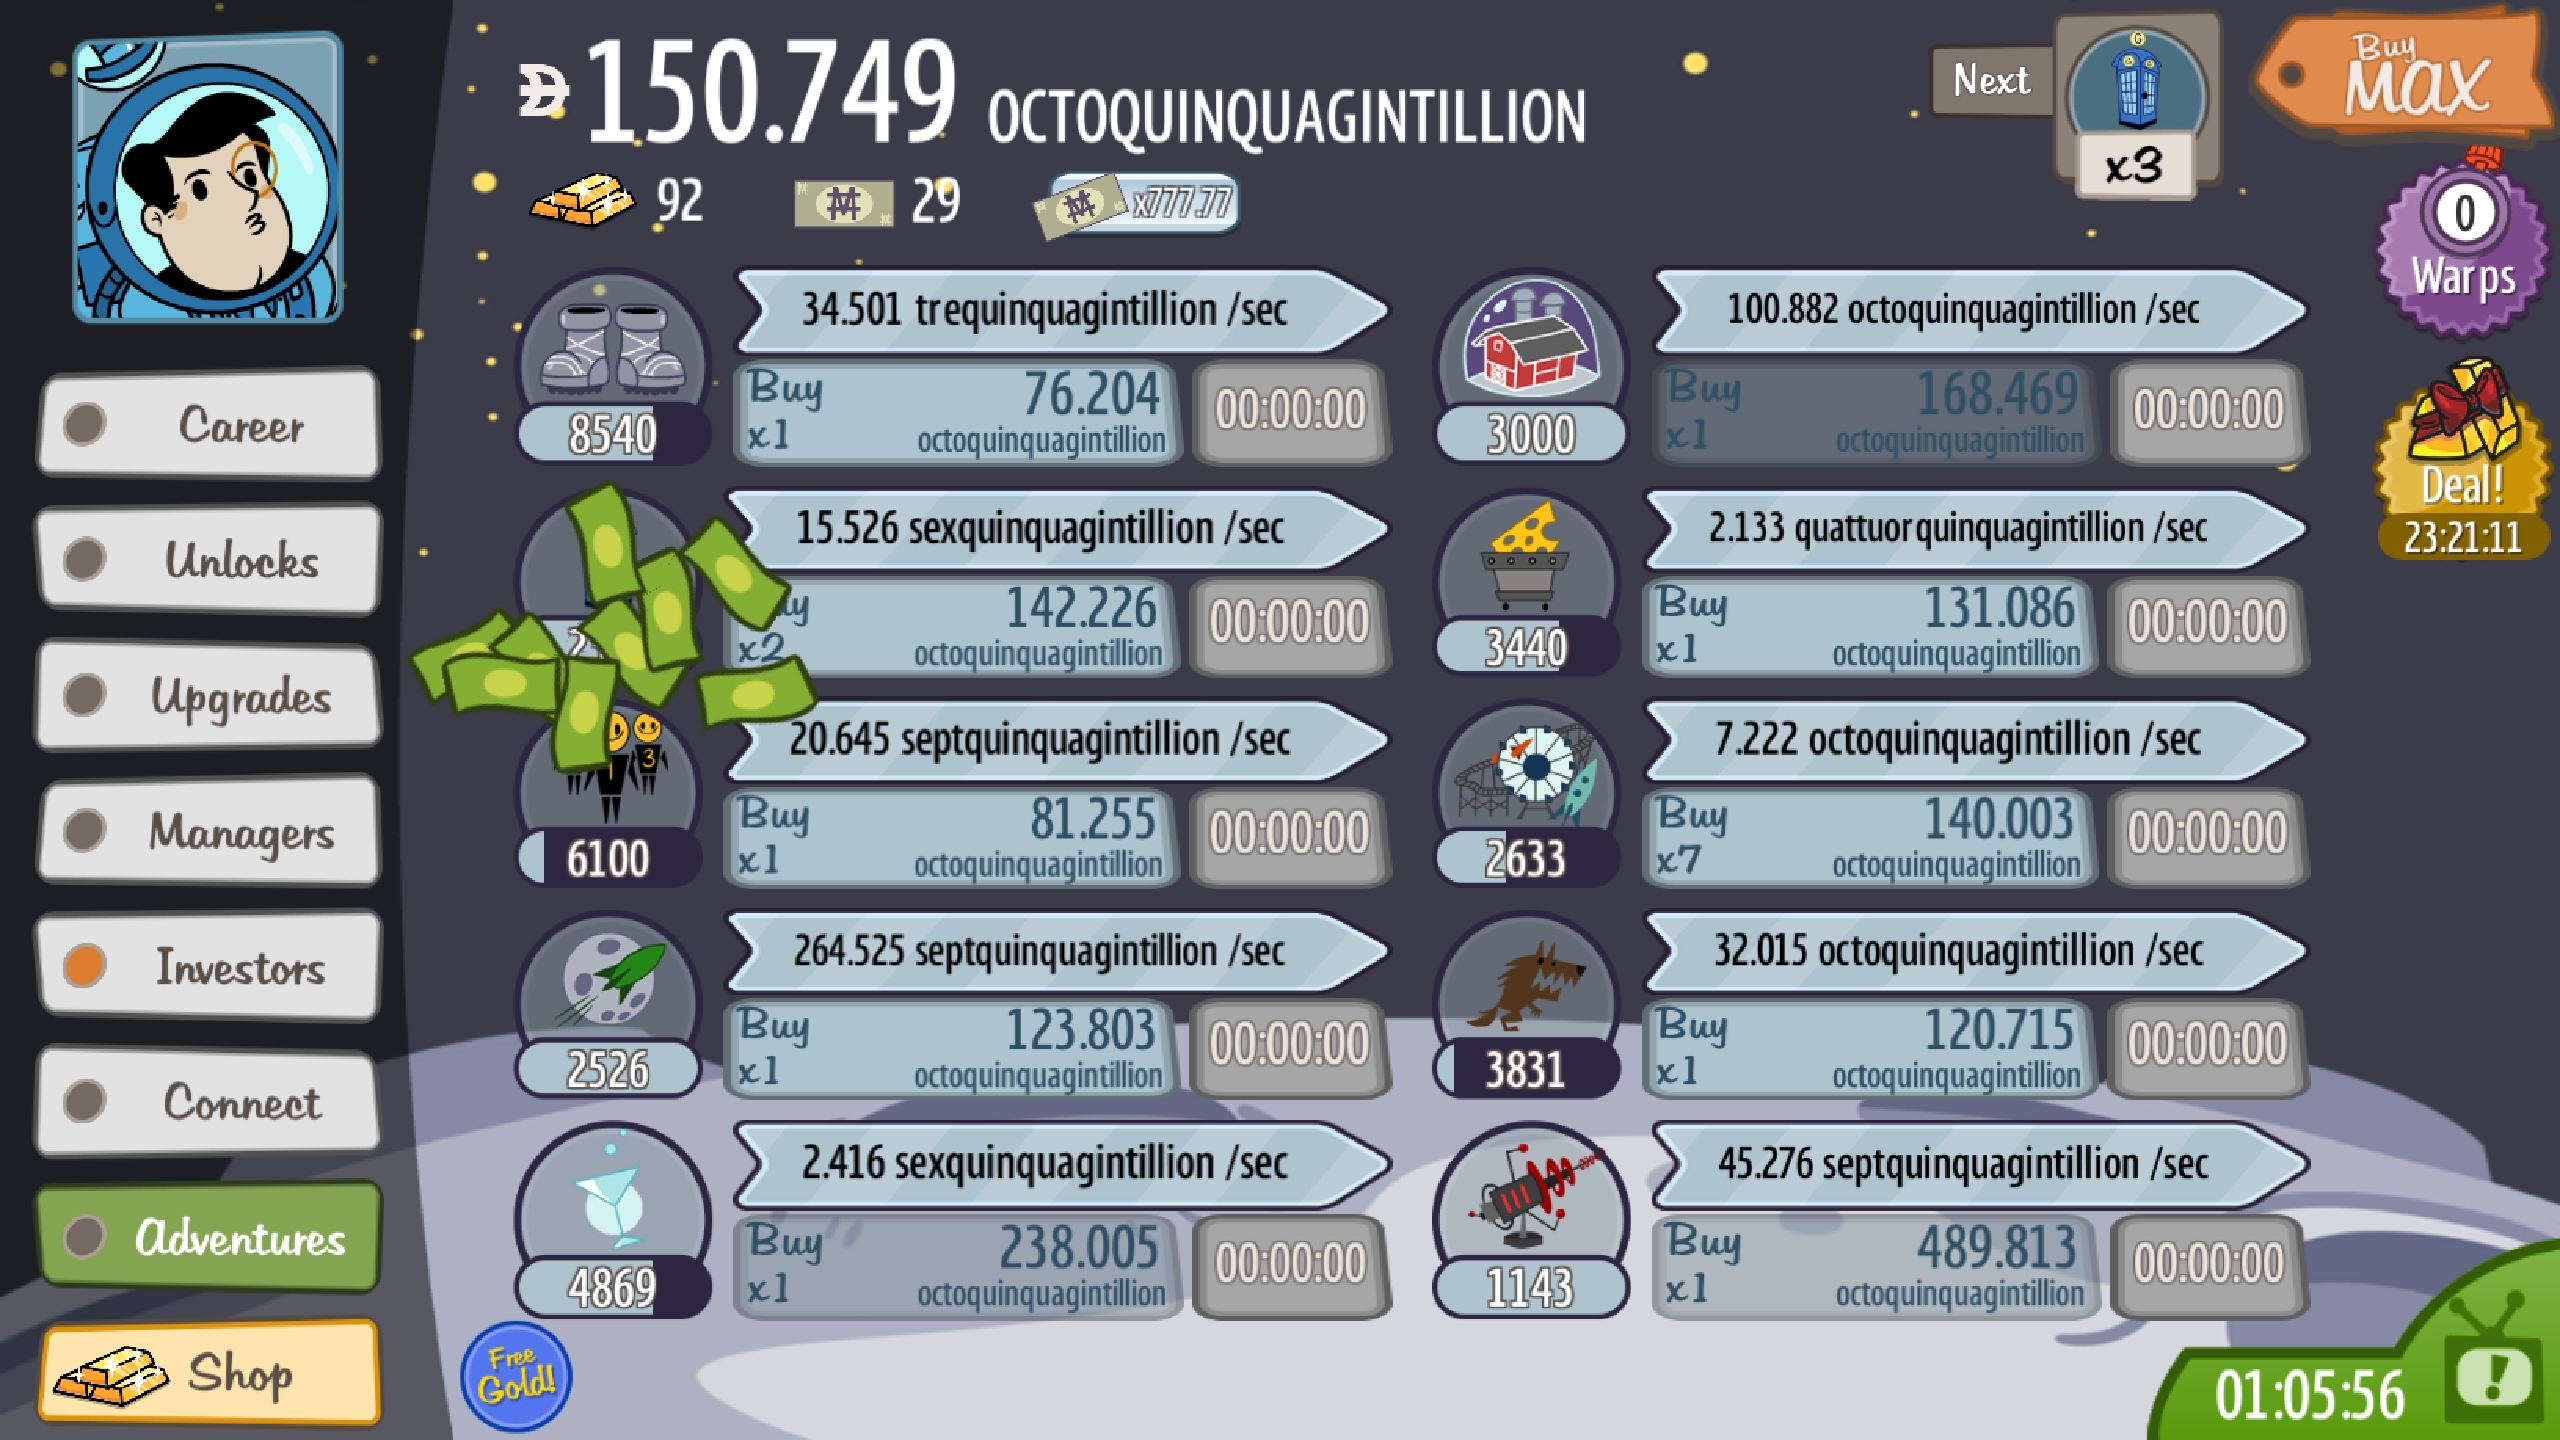 150.749 OCTOQUINQUAGINTILLION
92
29
x777.77
Next
x3
Buy
MAX
0
Warps
Deal!
23:21:11
Career
Unlocks
Upgrades
Managers
Investors
Connect
Adventures
Shop
34.501 trequinquagintillion /sec
8540
Buy
x1
76.204
octoquinquagintillion
00:00:00
15.526 sexquinquagintillion /sec
x2
142.226
octoquinquagintillion
00:00:00
20.645 septquinquagintillion /sec
3
6100
Buy
x1
81.255
octoquinquagintillion
00:00:00
264.525 septquinquagintillion /sec
2526
Buy
x1
123.803
octoquinquagintillion
00:00:00
2.416 sexquinquagintillion /sec
4869
Buy
x1
238.005
octoquinquagintillion
00:00:00
100.882 octoquinquagintillion /sec
3000
Buy
x1
168.469
octoquinquagintillion
00:00:00
2.133 quattuorquinquagintillion /sec
3440
Buy
x1
131.086
octoquinquagintillion
00:00:00
7.222 octoquinquagintillion /sec
2633
Buy
x7
140.003
octoquinquagintillion
00:00:00
32.015 octoquinquagintillion /sec
3831
Buy
x1
120.715
octoquinquagintillion
00:00:00
45.276 septquinquagintillion /sec
1143
Buy
x1
489.813
octoquinquagintillion
00:00:00
Free
Gold!
01:05:56